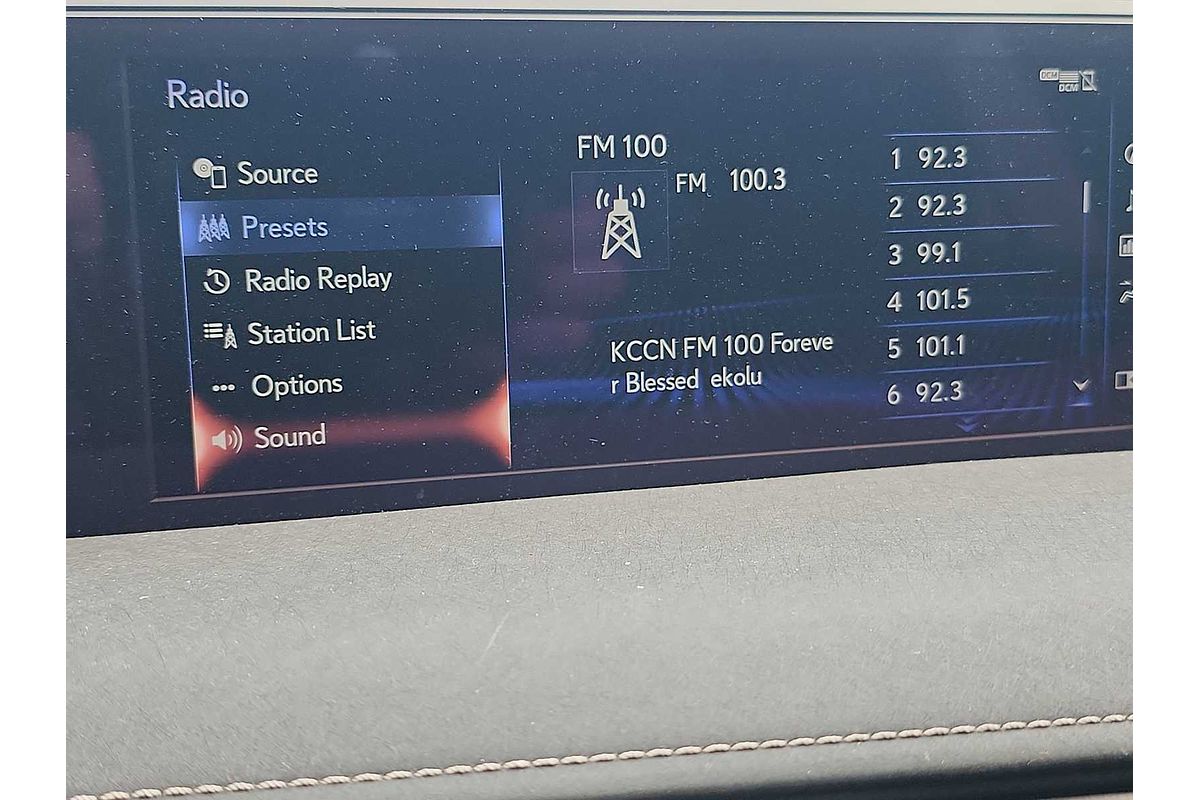 Radio
DCM
DCM
Source
Presets
Radio Replay
Station List
Options
Sound
FM 100
FM 100.3
KCCN FM 100 Foreve
r Blessed ekolu
1 92.3
2 92.3
3 99.1
4 101.5
5 101.1
6 92.3